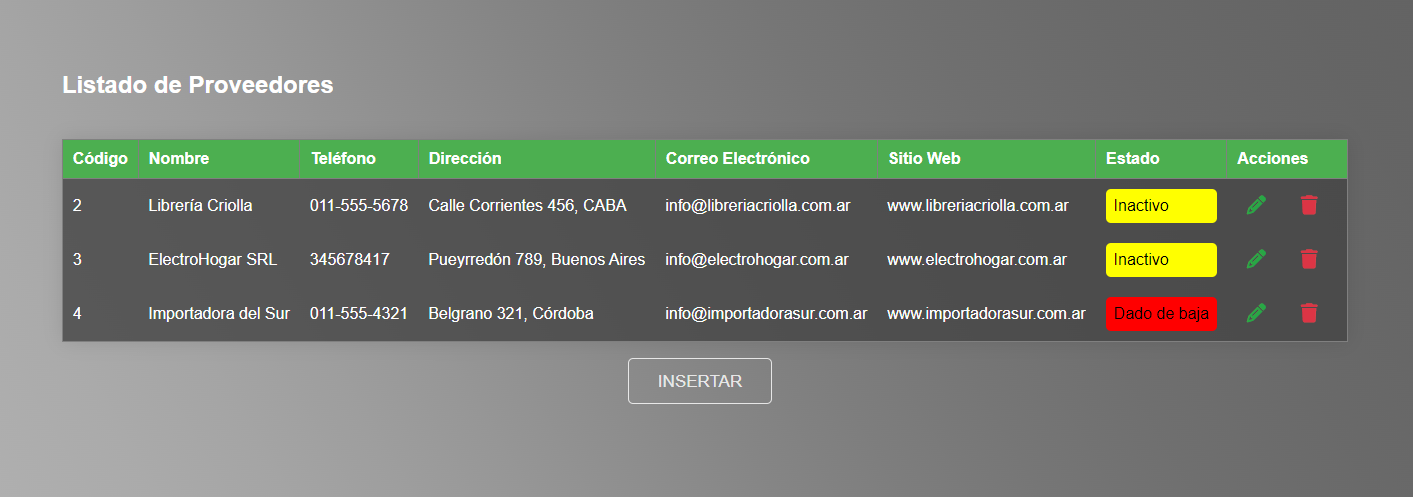 Listado de Proveedores
Código Nombre Teléfono Dirección Correo Electrónico Sitio Web Estado Acciones
2 Librería Criolla 011-555-5678 Calle Corrientes 456, CABA info@libreriacriolla.com.ar www.libreriacriolla.com.ar Inactivo
3 ElectroHogar SRL 345678417 Pueyrredón 789, Buenos Aires info@electrohogar.com.ar www.electrohogar.com.ar Inactivo
4 Importadora del Sur 011-555-4321 Belgrano 321, Córdoba info@importadorasur.com.ar www.importadorasur.com.ar Dado de baja
INSERTAR